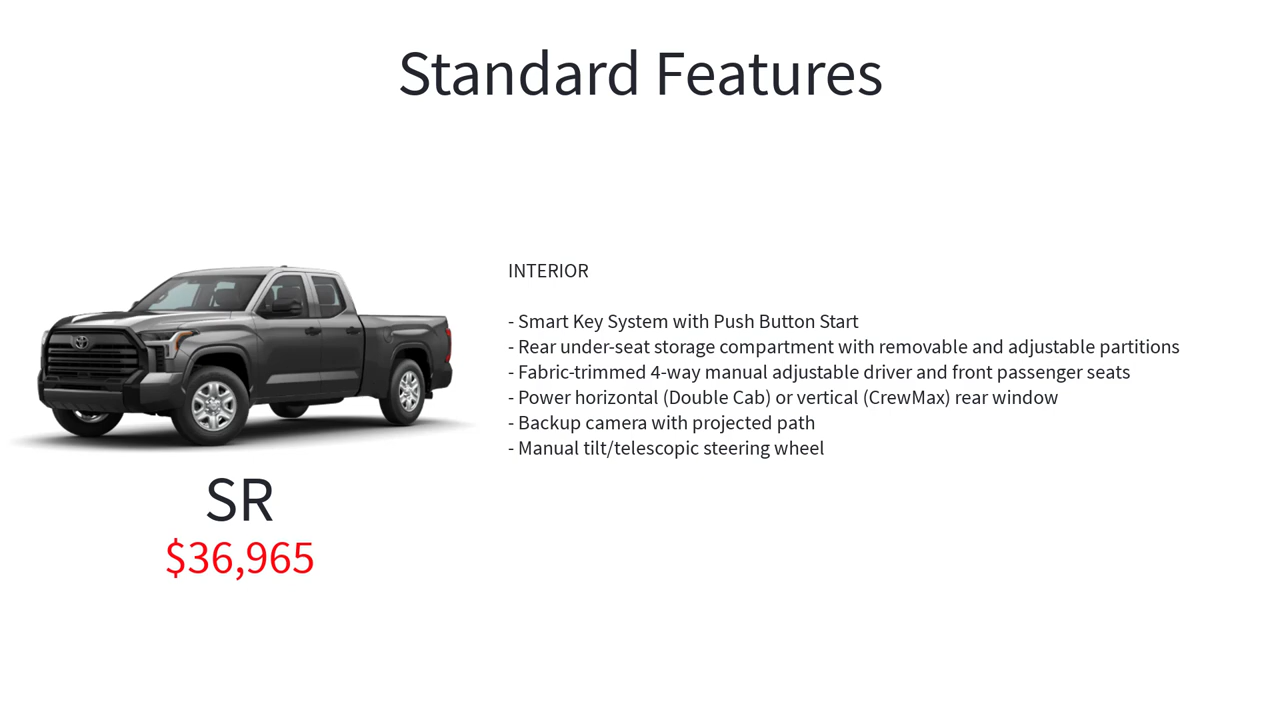 Standard Features
INTERIOR
- Smart Key System with Push Button Start
- Rear under-seat storage compartment with removable and adjustable partitions
- Fabric-trimmed 4-way manual adjustable driver and front passenger seats
- Power horizontal (Double Cab) or vertical (CrewMax) rear window
- Backup camera with projected path
- Manual tilt/telescopic steering wheel
SR
$36,965